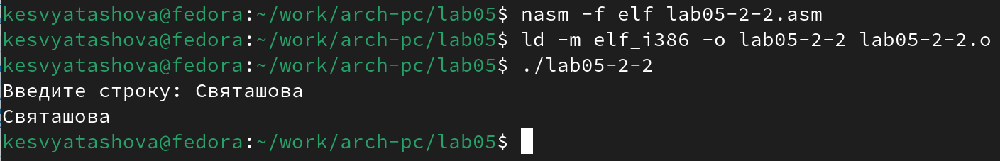 kesvyatashova@fedora:~/work/arch-pc/lab05$ nasm -f elf lab05-2-2.asm
kesvyatashova@fedora:~/work/arch-pc/lab05$ ld -m elf_i386 -o lab05-2-2 lab05-2-2.o
kesvyatashova@fedora:~/work/arch-pc/lab05$ ./lab05-2-2
Введите строку: Святашова
Святашова
kesvyatashova@fedora:~/work/arch-pc/lab05$